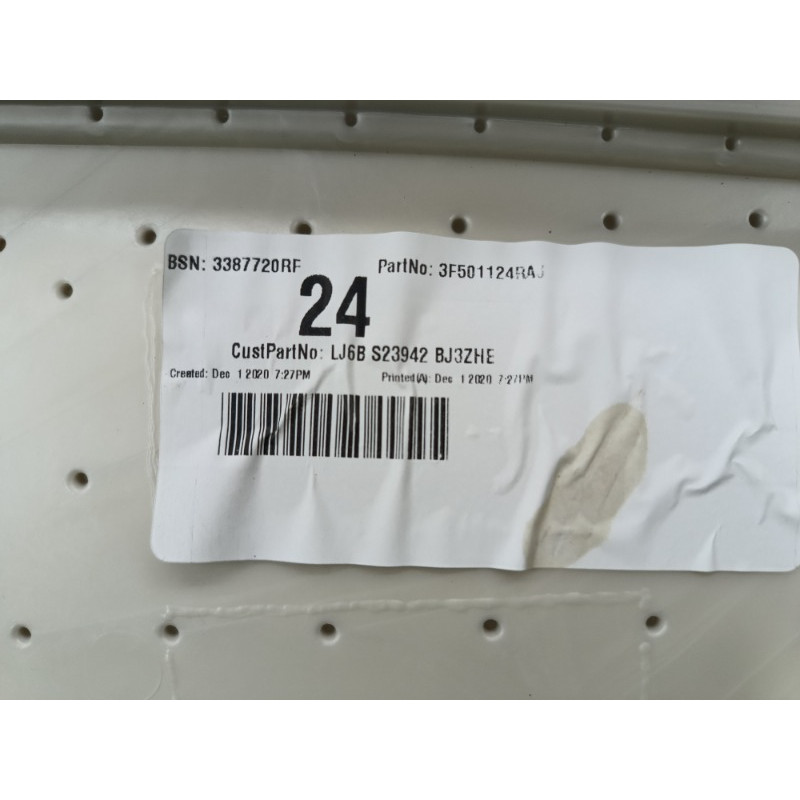 BSN: 3387720RF PartNo: 3F501124RAJ
24
CustPartNo: LJ6B S23942 BJ3ZHE
Created: Dec 1 2020 7:27PM Printed(A): Dec 1 2020 7:27PM